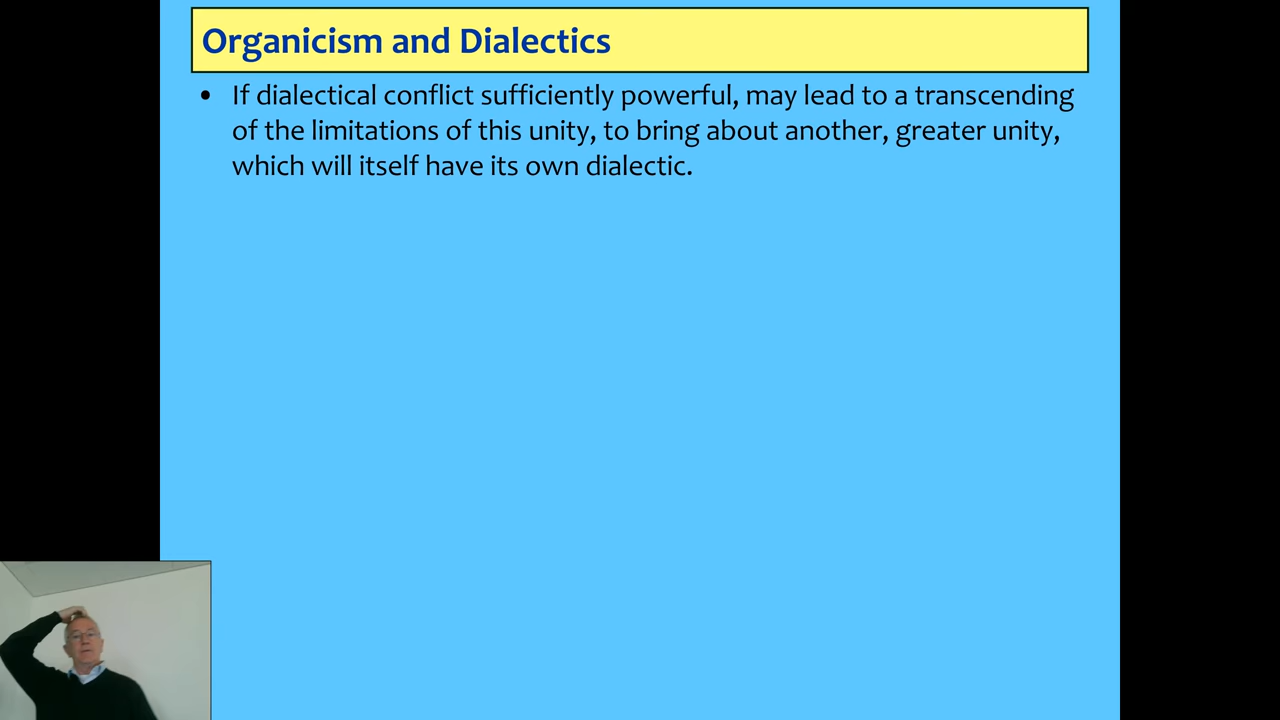 Organicism and Dialectics
• If dialectical conflict sufficiently powerful, may lead to a transcending
of the limitations of this unity, to bring about another, greater unity,
which will itself have its own dialectic.